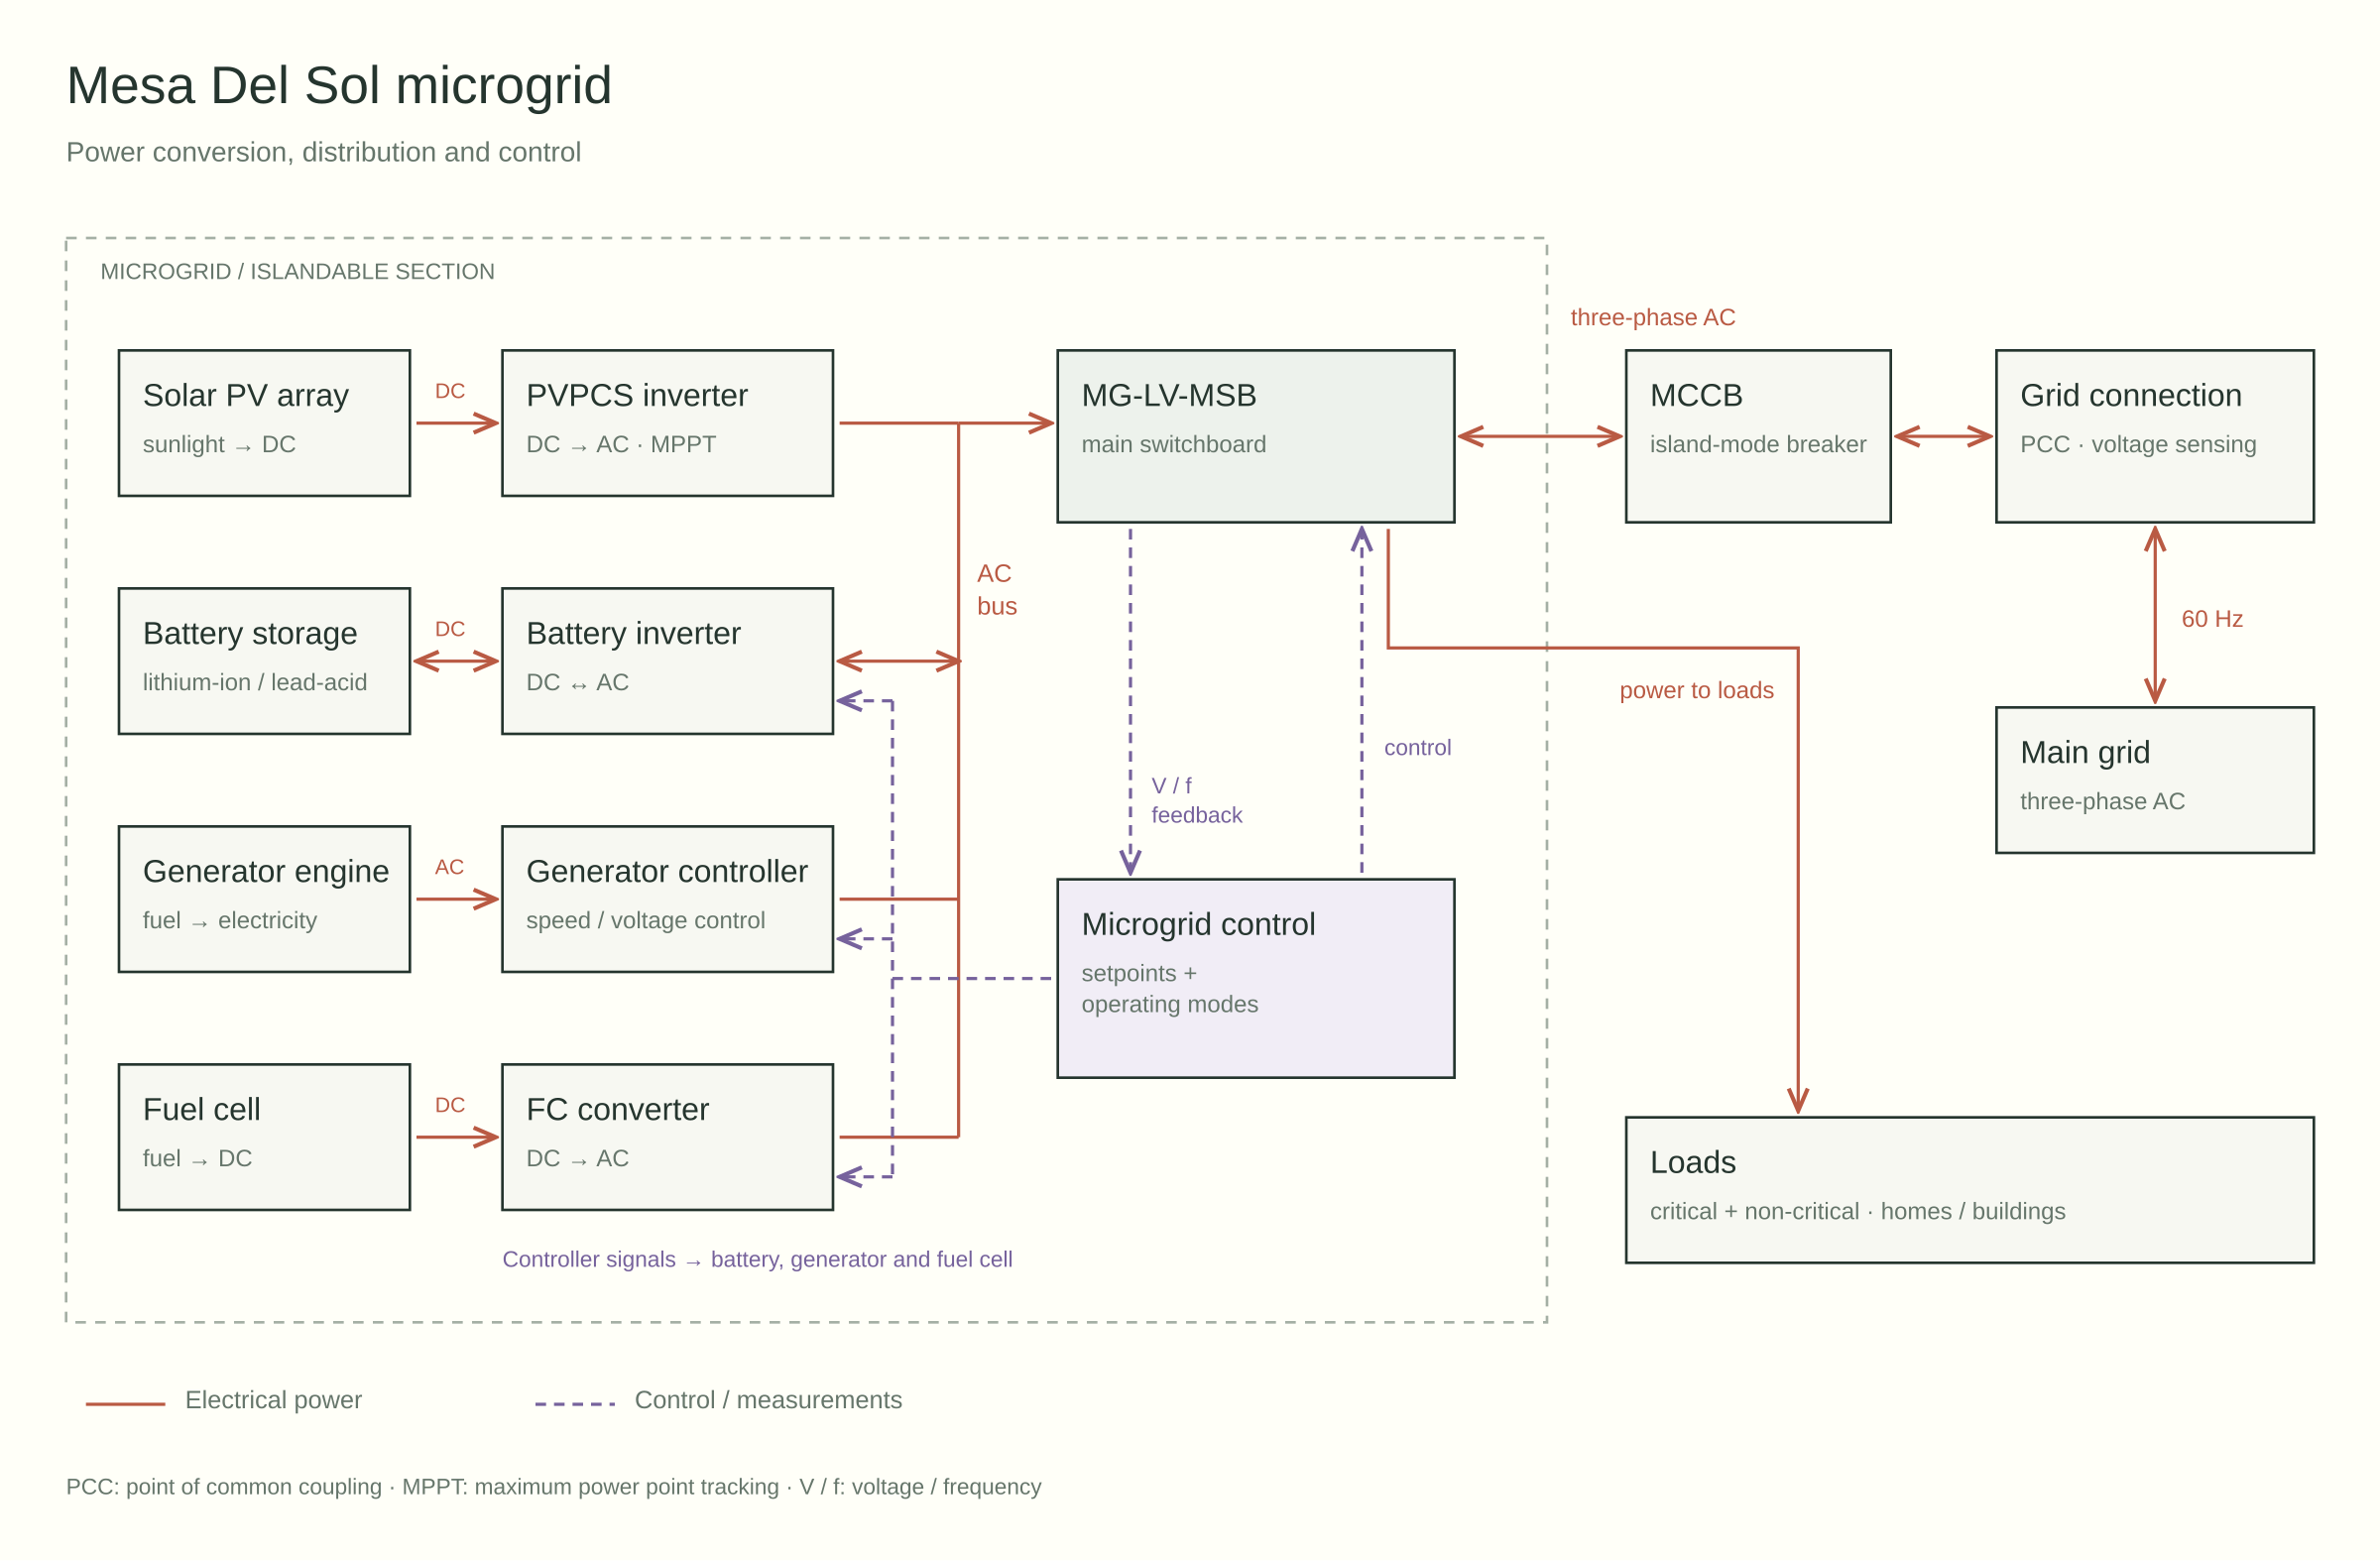 Mesa Del Sol microgrid
Power conversion, distribution and control
MICROGRID / ISLANDABLE SECTION
three-phase AC
Solar PV array
sunlight → DC
DC
PVPCS inverter
DC → AC · MPPT
MG-LV-MSB
main switchboard
MCCB
island-mode breaker
Grid connection
PCC · voltage sensing
AC
bus
Battery storage
lithium-ion / lead-acid
DC
Battery inverter
DC ↔ AC
60 Hz
power to loads
control
V / f
feedback
Main grid
three-phase AC
Generator engine
fuel → electricity
AC
Generator controller
speed / voltage control
Microgrid control
setpoints +
operating modes
Fuel cell
fuel → DC
DC
FC converter
DC → AC
Loads
critical + non-critical · homes / buildings
Controller signals → battery, generator and fuel cell
Electrical power
Control / measurements
PCC: point of common coupling · MPPT: maximum power point tracking · V / f: voltage / frequency